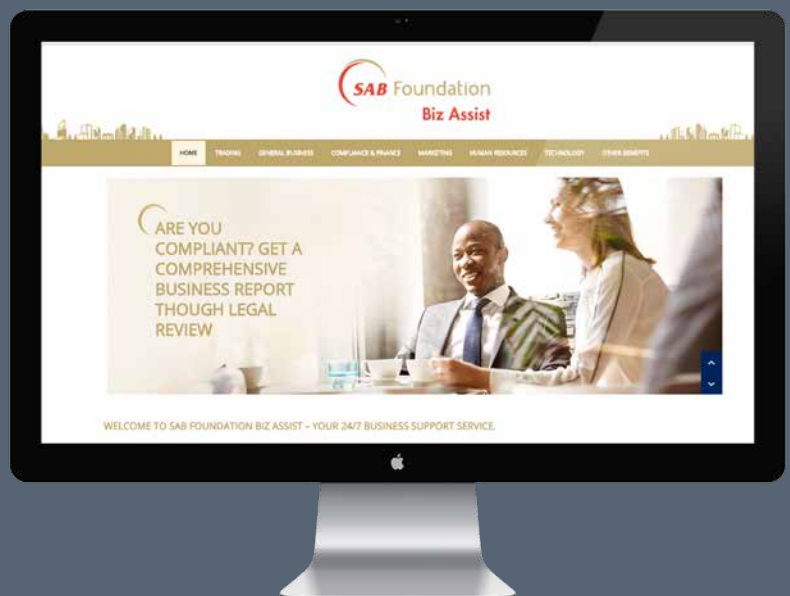 SAB Foundation
Biz Assist
HOME TRADING GENERAL BUSINESS COMPLIANCE & FINANCE MARKETING HUMAN RESOURCES TECHNOLOGY OTHER BENEFITS
ARE YOU
COMPLIANT? GET A
COMPREHENSIVE
BUSINESS REPORT
THOUGH LEGAL
REVIEW
WELCOME TO SAB FOUNDATION BIZ ASSIST – YOUR 24/7 BUSINESS SUPPORT SERVICE.